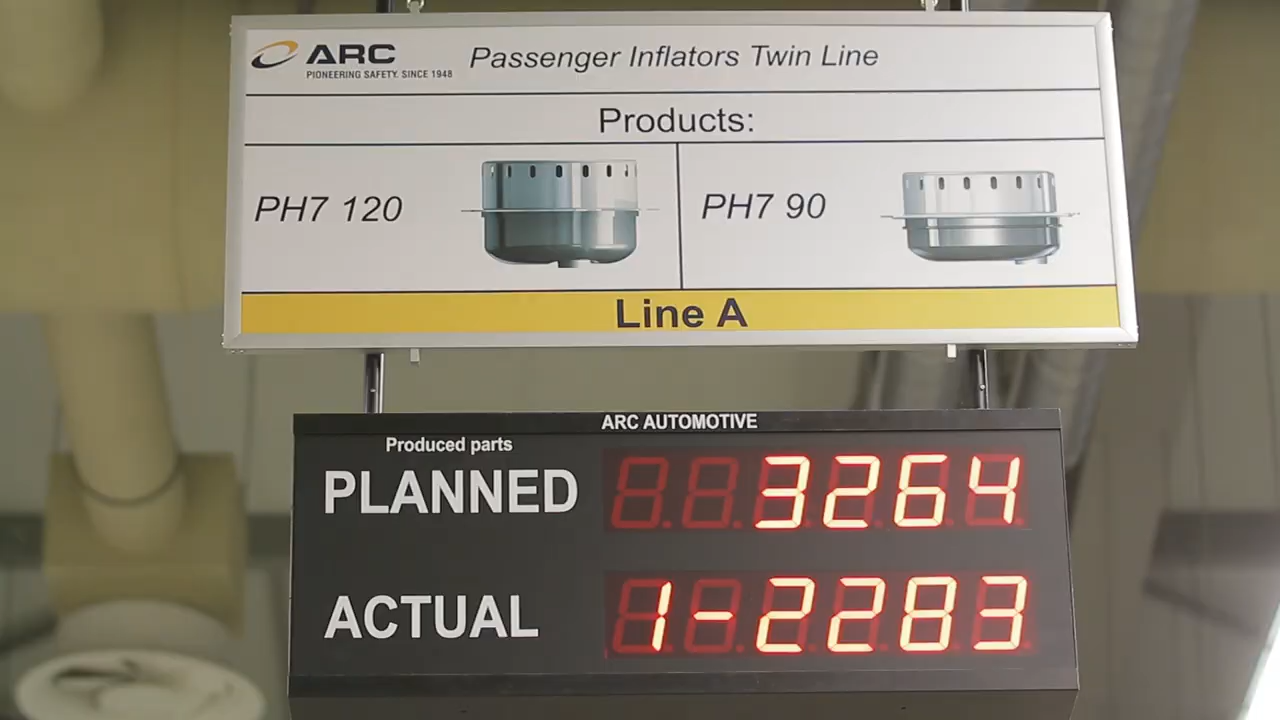 ARC
PIONEERING SAFETY. SINCE 1948
Passenger Inflators Twin Line
Products:
PH7 120
PH7 90
Line A
ARC AUTOMOTIVE
Produced parts
PLANNED 3264
ACTUAL 1-2283